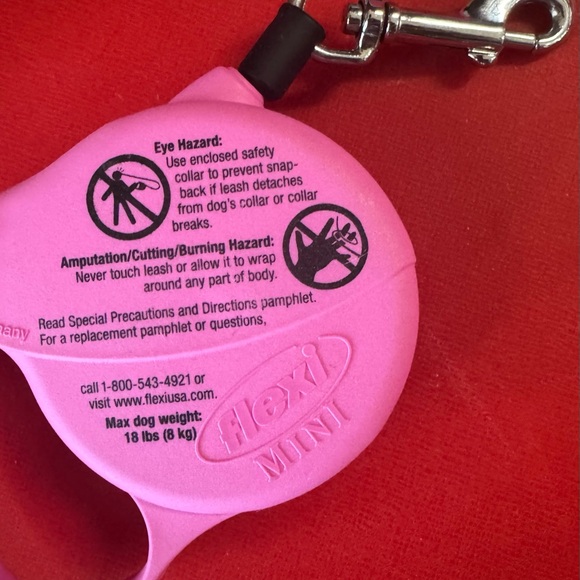 Eye Hazard:
Use enclosed safety
collar to prevent snap-
back if leash detaches
from dog's collar or collar
breaks.
Amputation/Cutting/Burning Hazard:
Never touch leash or allow it to wrap
around any part of body.
many
Read Special Precautions and Directions pamphlet.
For a replacement pamphlet or questions,
call 1-800-543-4921 or
visit www.flexiusa.com.
Max dog weight:
18 lbs (8 kg)
flexi
MINI